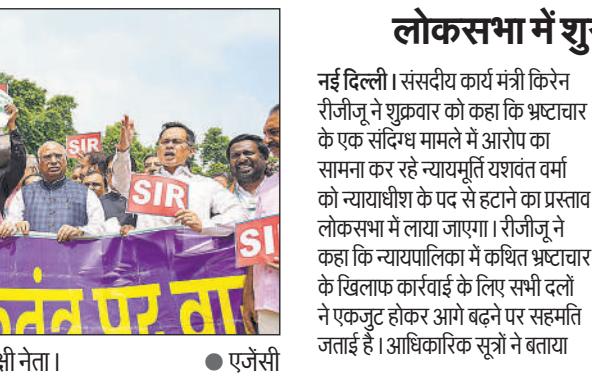 SIR
SIR
SI
तंत्र पर वा
क्षी नेता।
● एजेंसी
लोकसभा में
नई दिल्ली। संसदीय कार्य मंत्री किरेन
रीजीजू ने शुक्रवार को कहा कि भ्रष्टाचार
के एक संदिग्ध मामले में आरोप का
सामना कर रहे न्यायमूर्ति यशवंत वर्मा
को न्यायाधीश के पद से हटाने का प्रस्ताव
लोकसभा में लाया जाएगा। रीजीजू ने
कहा कि न्यायपालिका में कथित भ्रष्टाचार
के खिलाफ कार्रवाई के लिए सभी दलों
ने एकजुट होकर आगे बढ़ने पर सहमति
जताई है। आधिकारिक सूत्रों ने बताया